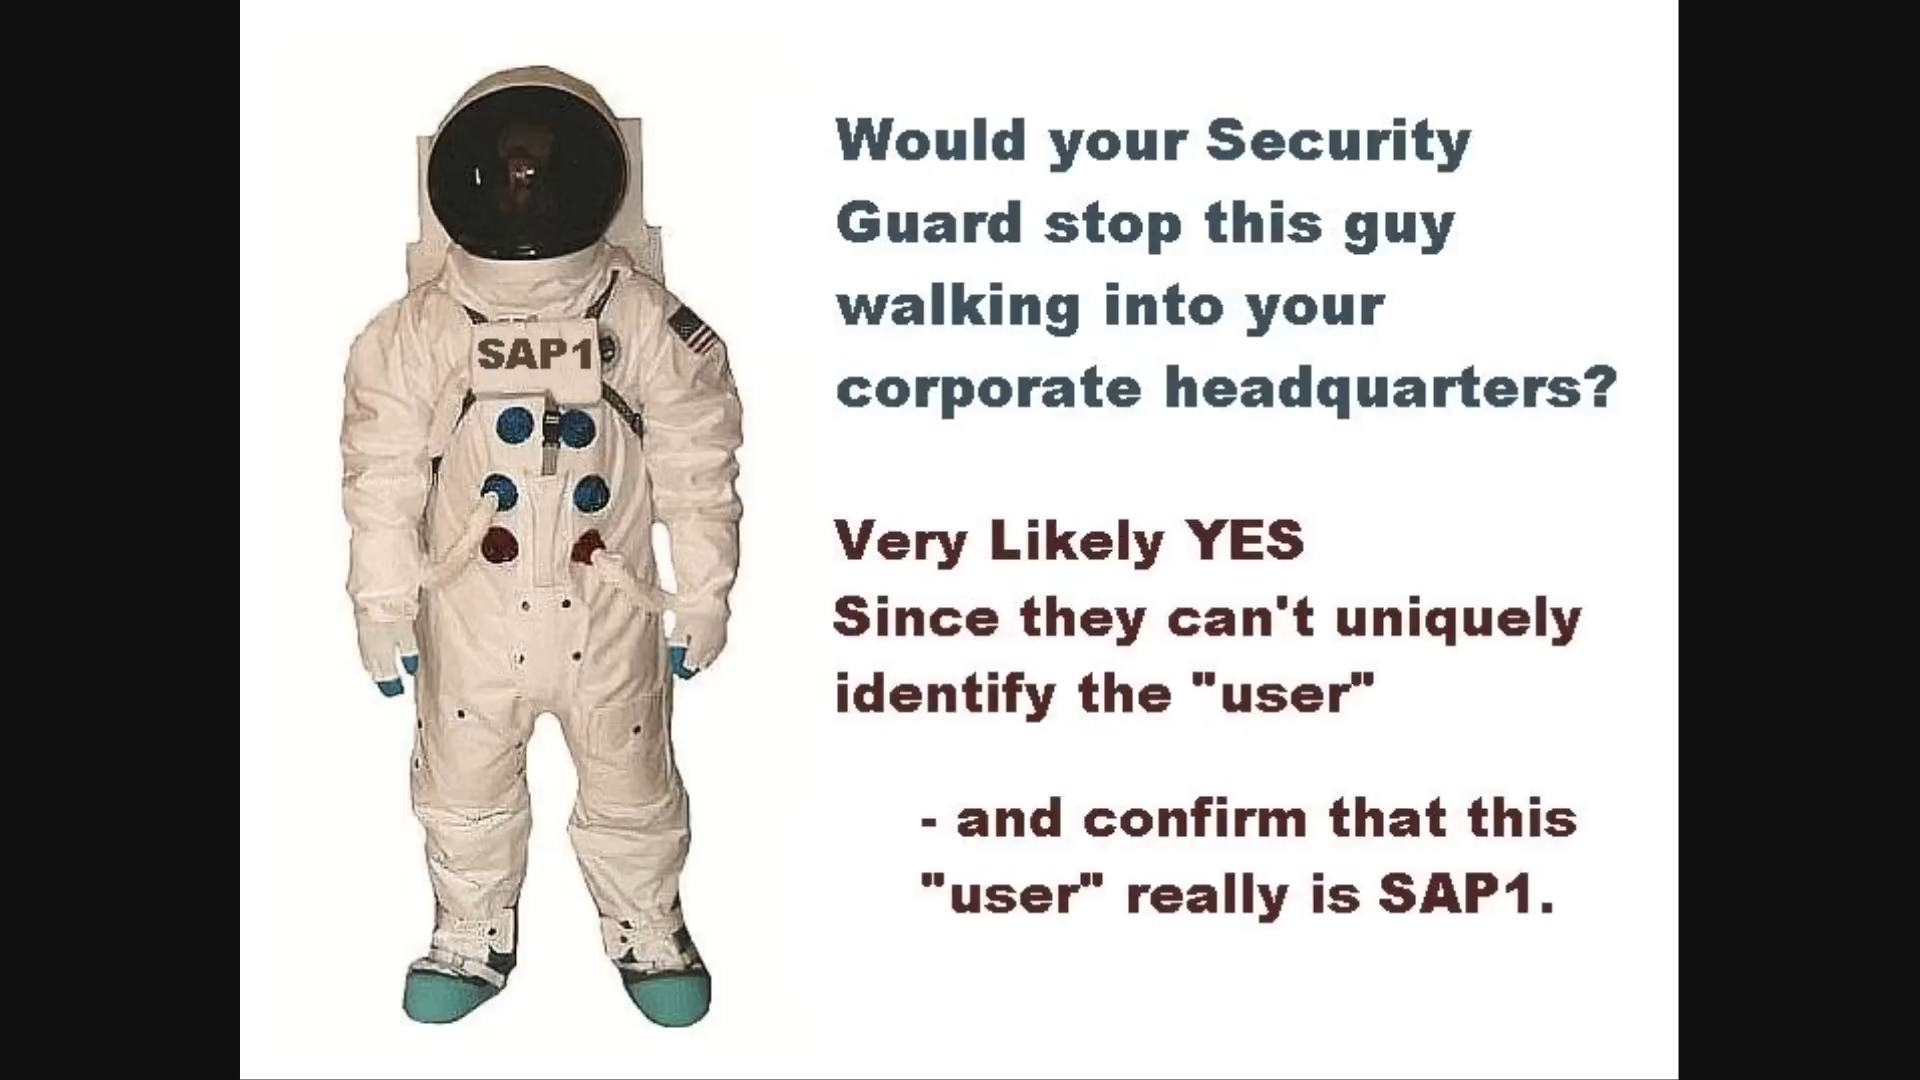 SAP1
Would your Security
Guard stop this guy
walking into your
corporate headquarters?
Very Likely YES
Since they can't uniquely
identify the "user"
- and confirm that this
"user" really is SAP1.